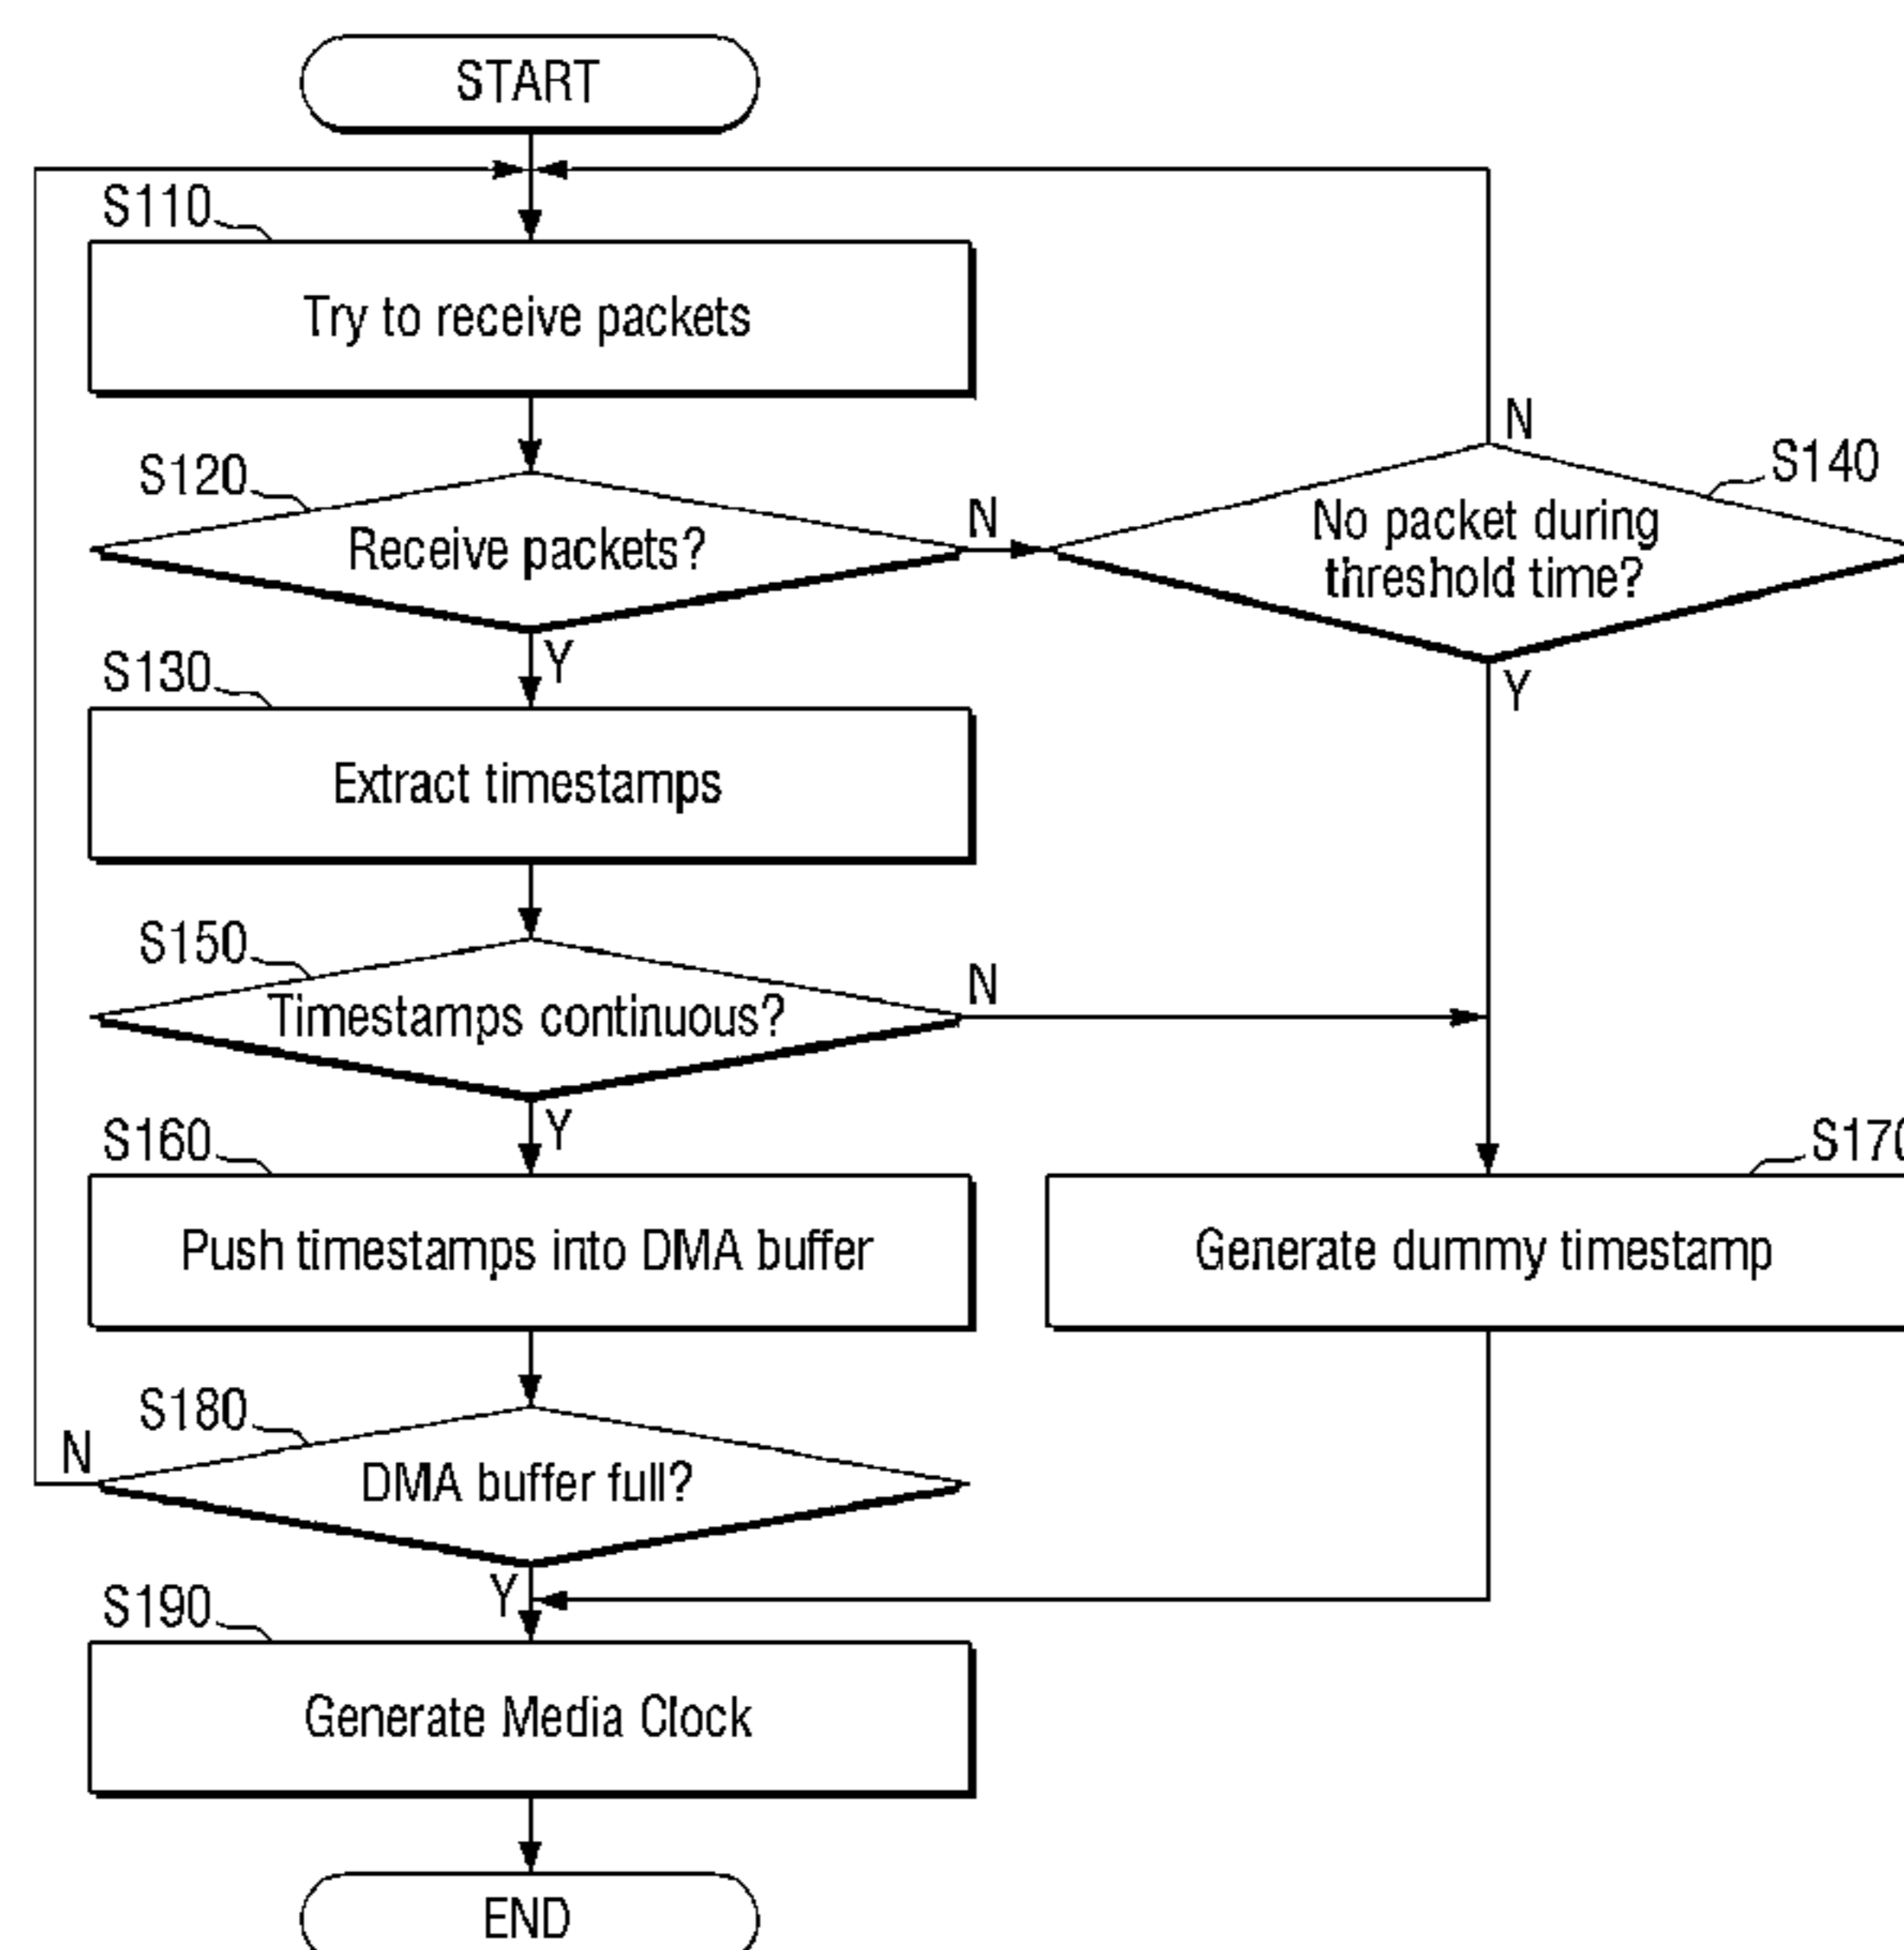 START
S110
Try to receive packets
S120
Receive packets?
N
N
S140
No packet during
threshold time?
Y
Y
S130
Extract timestamps
S150
Timestamps continuous?
N
Y
S160
Push timestamps into DMA buffer
S170
Generate dummy timestamp
S180
N
DMA buffer full?
Y
S190
Generate Media Clock
END